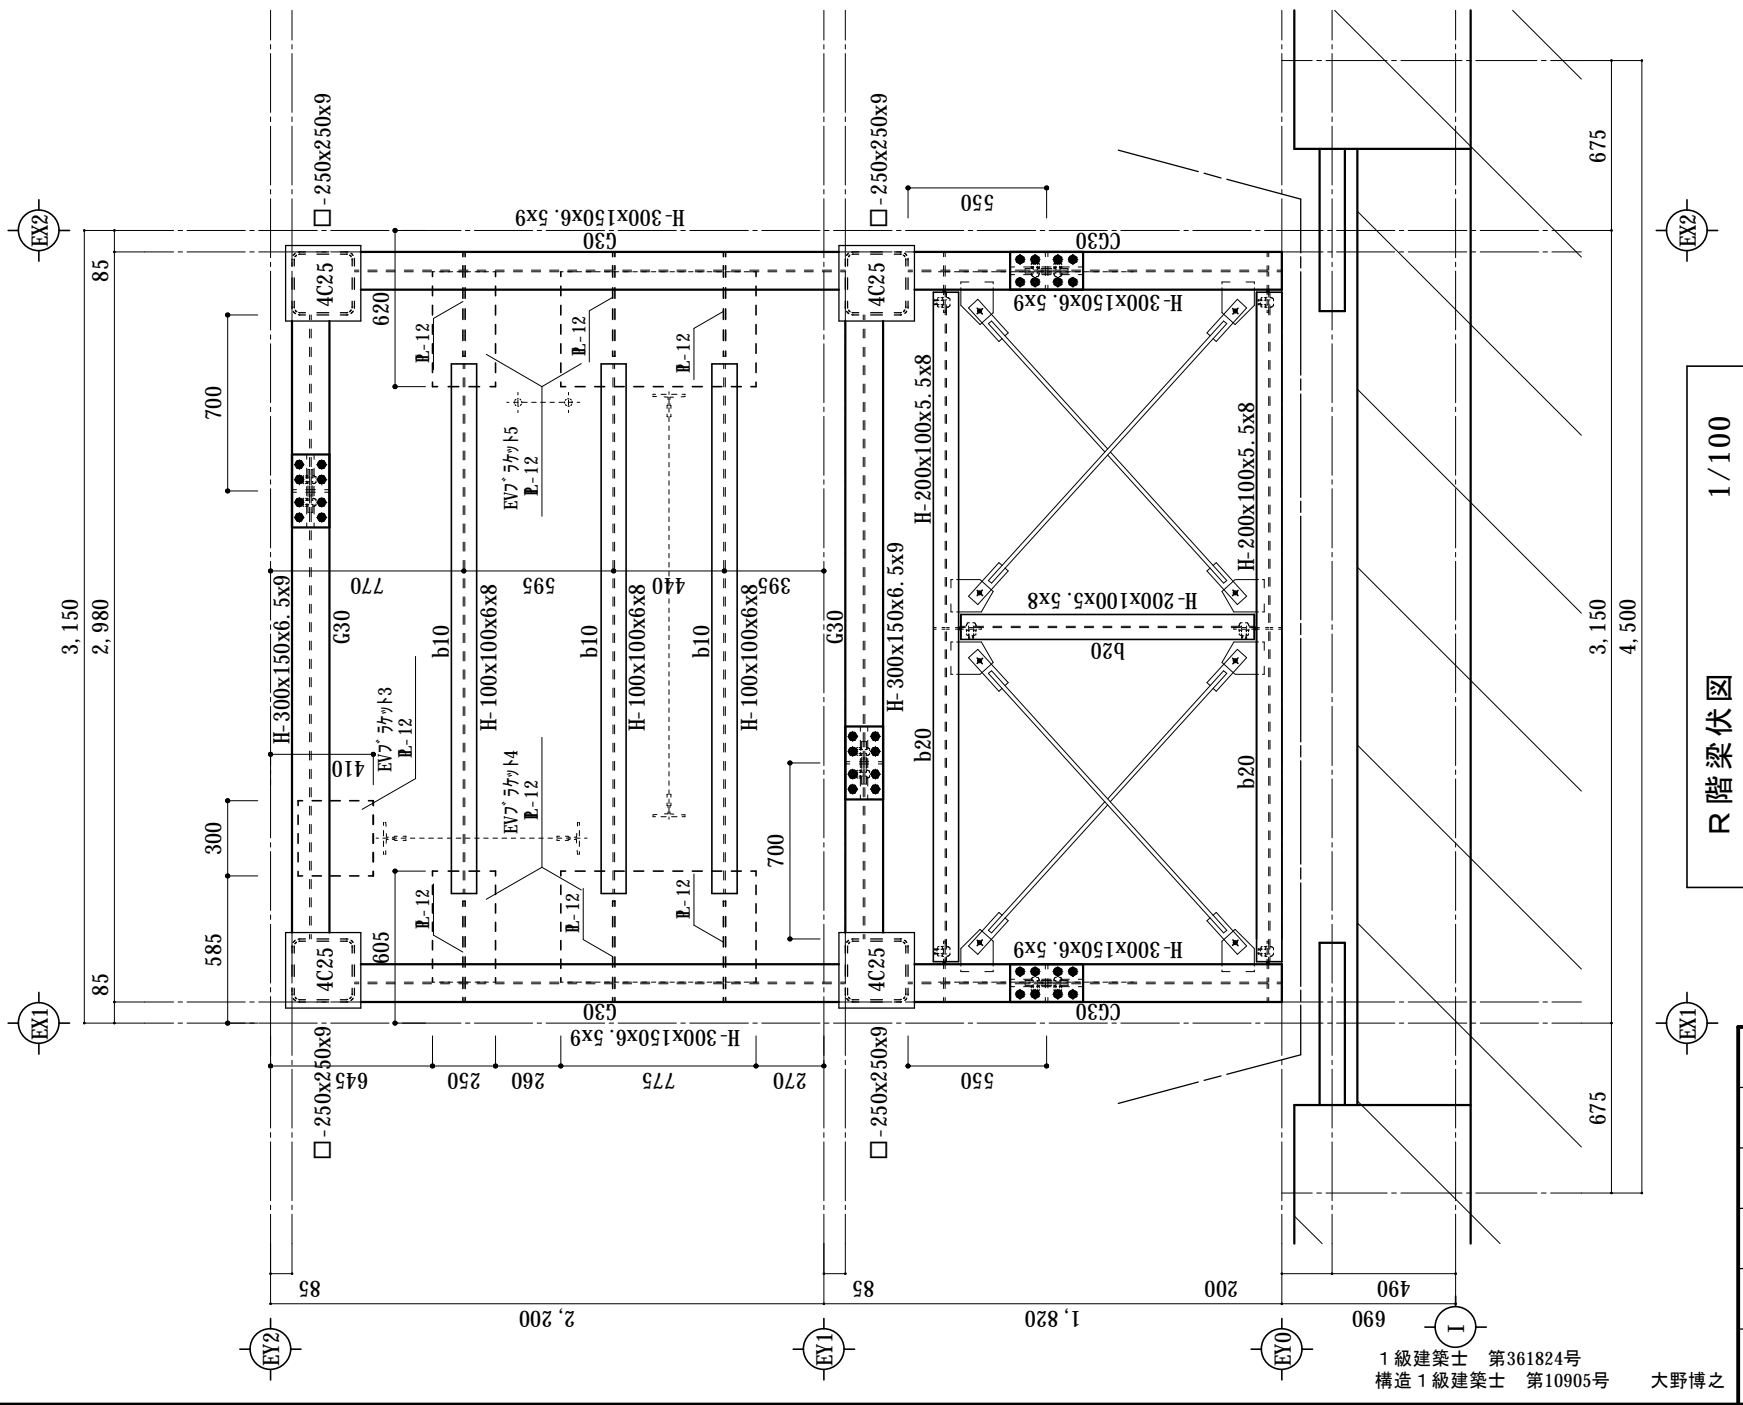 EX2
EX2
EX1
EX1
EY2
EY1
EY0
I
3,150
2,980
85
85
700
300
585
620
605
410
□-250x250x9
□-250x250x9
□-250x250x9
□-250x250x9
4C25
4C25
4C25
4C25
H-300x150x6.5x9
G30
H-300x150x6.5x9
G30
H-300x150x6.5x9
G30
G30
H-300x150x6.5x9
CG30
H-300x150x6.5x9
CG30
H-300x150x6.5x9
770
595
440
395
b10
H-100x100x6x8
b10
H-100x100x6x8
b10
H-100x100x6x8
PL-12
PL-12
PL-12
PL-12
PL-12
PL-12
EVブラケット5
PL-12
EVブラケット3
PL-12
EVブラケット4
PL-12
700
550
550
H-200x100x5.5x8
b20
H-200x100x5.5x8
b20
H-200x100x5.5x8
b20
645
250
260
775
270
85
2,200
85
1,820
200
490
690
675
3,150
4,500
675
R階梁伏図 1/100
1級建築士 第361824号
構造1級建築士 第10905号 大野博之